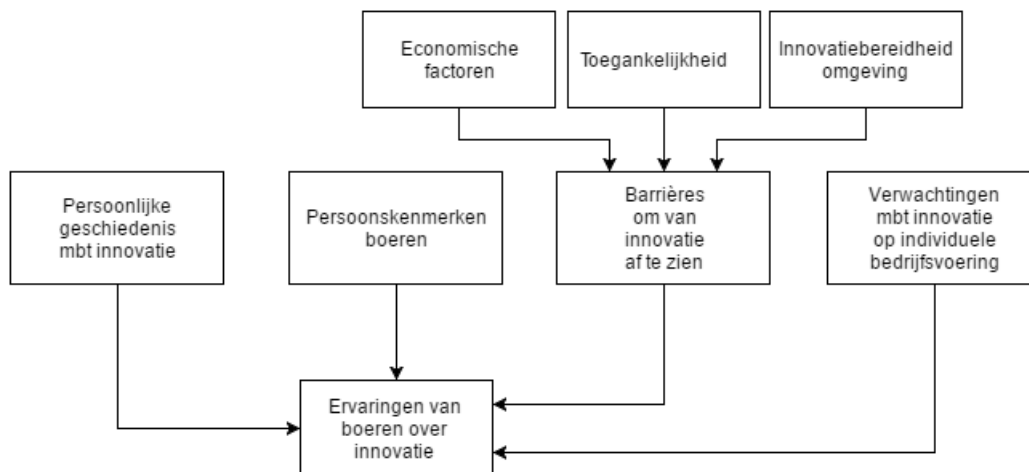 Economische
factoren
Toegankelijkheid
Innovatiebereidheid
omgeving
Persoonlijke
geschiedenis
mbt innovatie
Persoonskenmerken
boeren
Barrières
om van
innovatie
af te zien
Verwachtingen
mbt innovatie
op individuele
bedrijfsvoering
Ervaringen van
boeren over
innovatie